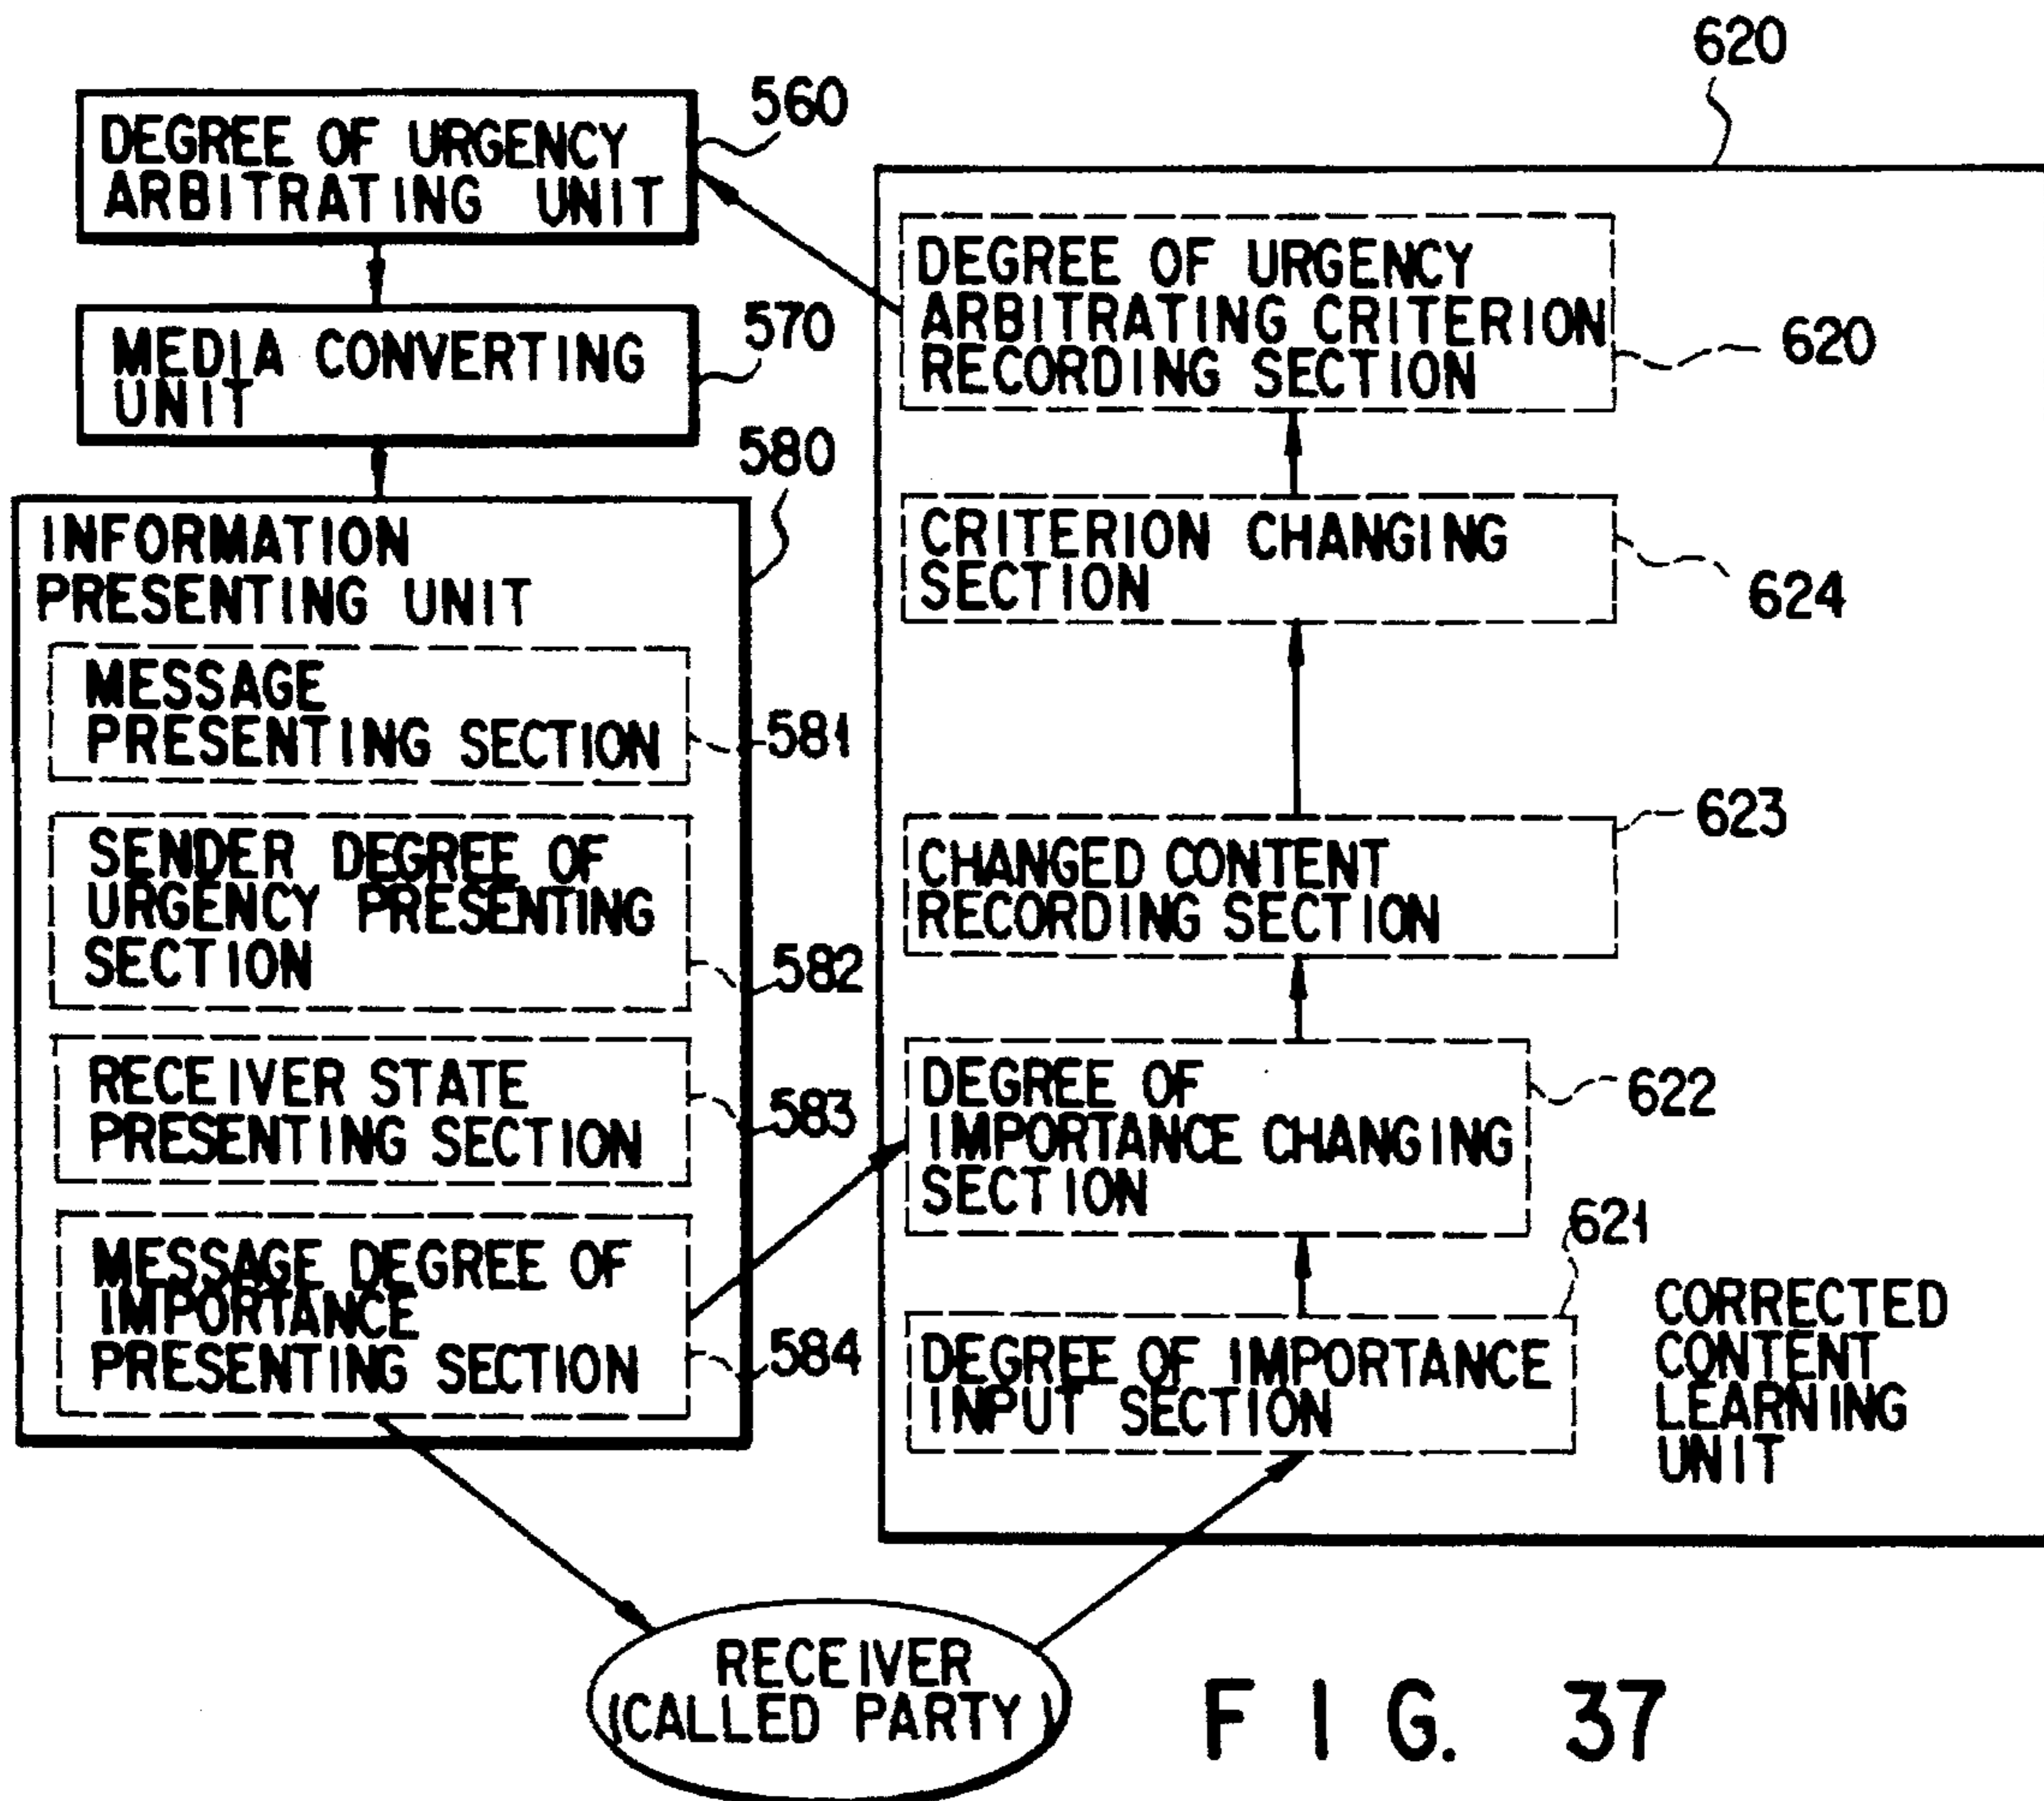 620
560
DEGREE OF URGENCY
ARBITRATING UNIT
570
MEDIA CONVERTING
UNIT
580
INFORMATION
PRESENTING UNIT
MESSAGE
PRESENTING SECTION
581
SENDER DEGREE OF
URGENCY PRESENTING
SECTION
582
RECEIVER STATE
PRESENTING SECTION
583
MESSAGE DEGREE OF
IMPORTANCE
PRESENTING SECTION
584
DEGREE OF URGENCY
ARBITRATING CRITERION
RECORDING SECTION
620
CRITERION CHANGING
SECTION
624
623
CHANGED CONTENT
RECORDING SECTION
DEGREE OF
IMPORTANCE CHANGING
SECTION
622
621
DEGREE OF IMPORTANCE
INPUT SECTION
CORRECTED
CONTENT
LEARNING
UNIT
RECEIVER
(CALLED PARTY)
FIG. 37